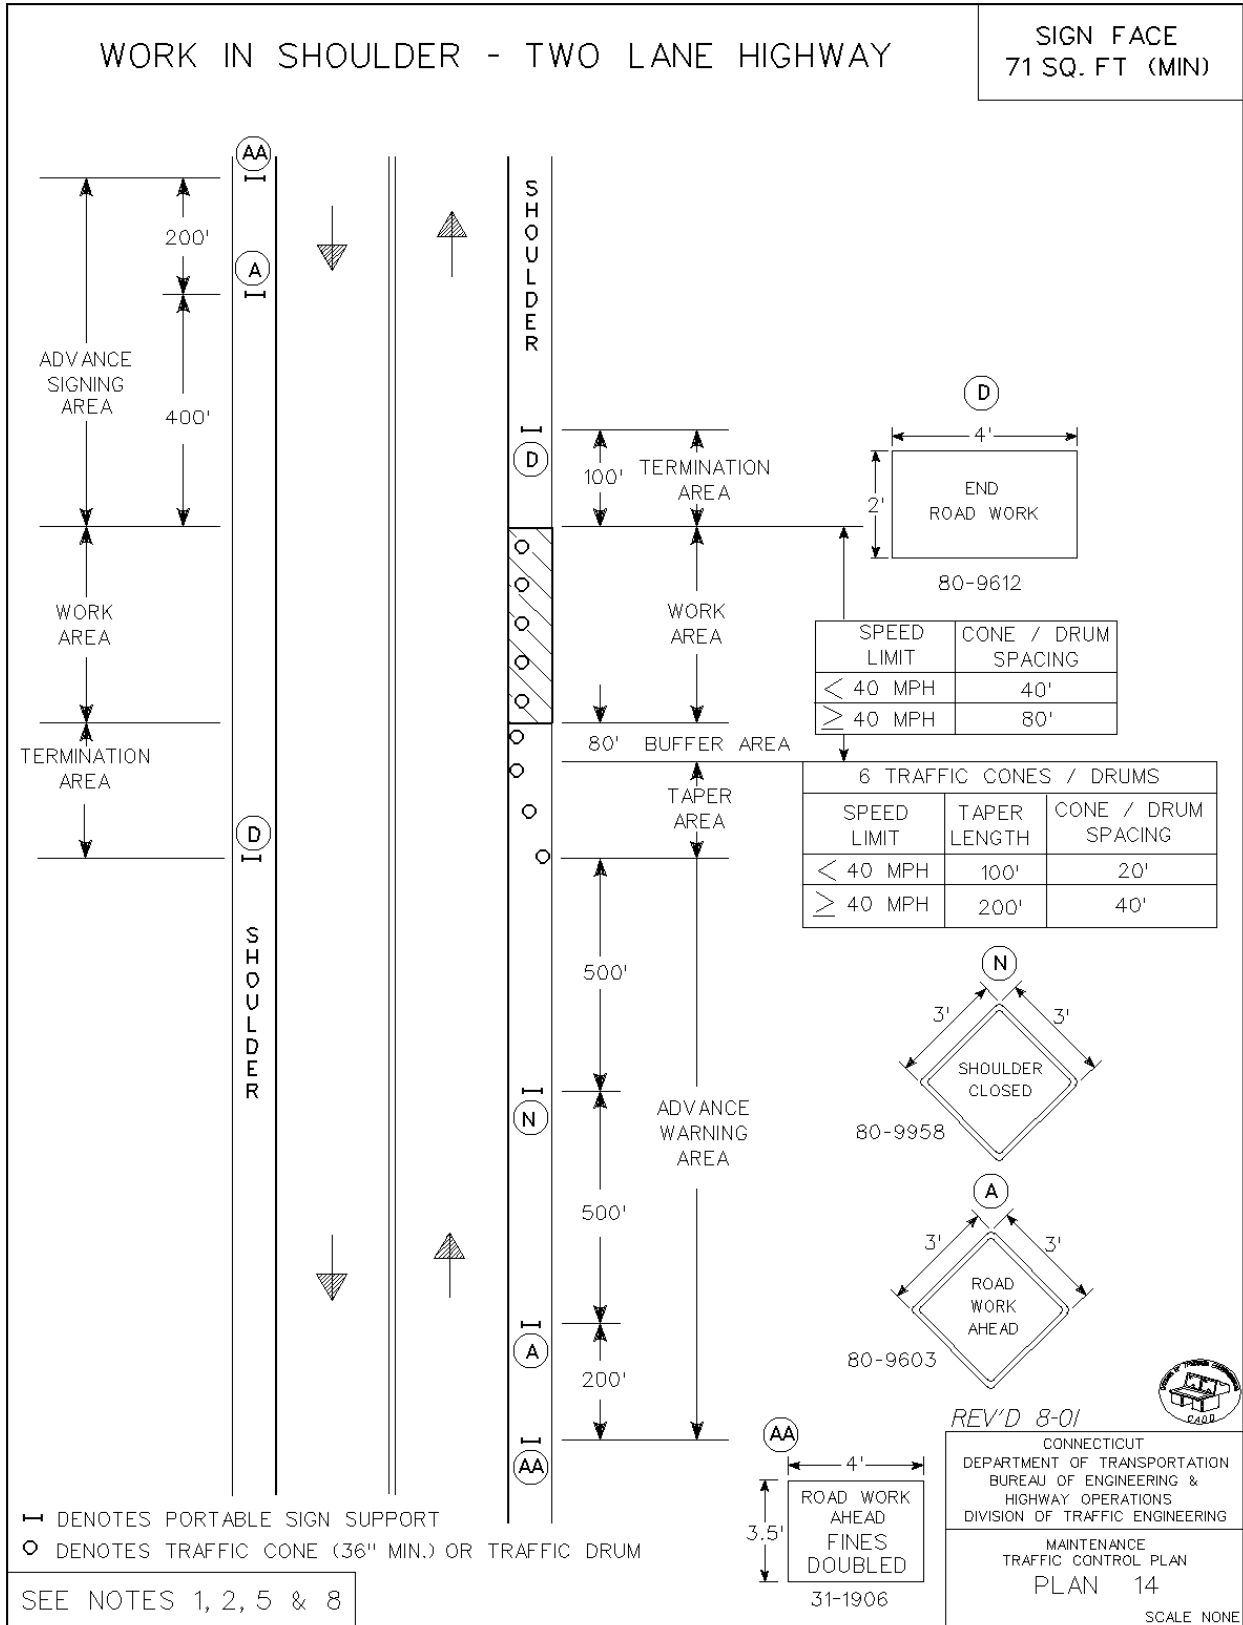 WORK IN SHOULDER - TWO LANE HIGHWAY
SIGN FACE
71 SQ. FT (MIN)
AA
200'
A
ADVANCE
SIGNING
AREA
400'
WORK
AREA
TERMINATION
AREA
D
SHOULDER
SHOULDER
D
100'
TERMINATION
AREA
WORK
AREA
80' BUFFER AREA
TAPER
AREA
500'
N
ADVANCE
WARNING
AREA
500'
A
200'
AA
D
4'
2'
END
ROAD WORK
80-9612
SPEED LIMIT CONE / DRUM SPACING
< 40 MPH 40'
≥ 40 MPH 80'
6 TRAFFIC CONES / DRUMS
SPEED LIMIT TAPER LENGTH CONE / DRUM SPACING
< 40 MPH 100' 20'
≥ 40 MPH 200' 40'
N
3' 3'
SHOULDER
CLOSED
80-9958
A
3' 3'
ROAD
WORK
AHEAD
80-9603
AA
4'
3.5'
ROAD WORK
AHEAD
FINES
DOUBLED
31-1906
REV'D 8-01
CADD
CONNECTICUT
DEPARTMENT OF TRANSPORTATION
BUREAU OF ENGINEERING &
HIGHWAY OPERATIONS
DIVISION OF TRAFFIC ENGINEERING
MAINTENANCE
TRAFFIC CONTROL PLAN
PLAN 14
SCALE NONE
DENOTES PORTABLE SIGN SUPPORT
DENOTES TRAFFIC CONE (36" MIN.) OR TRAFFIC DRUM
SEE NOTES 1, 2, 5 & 8